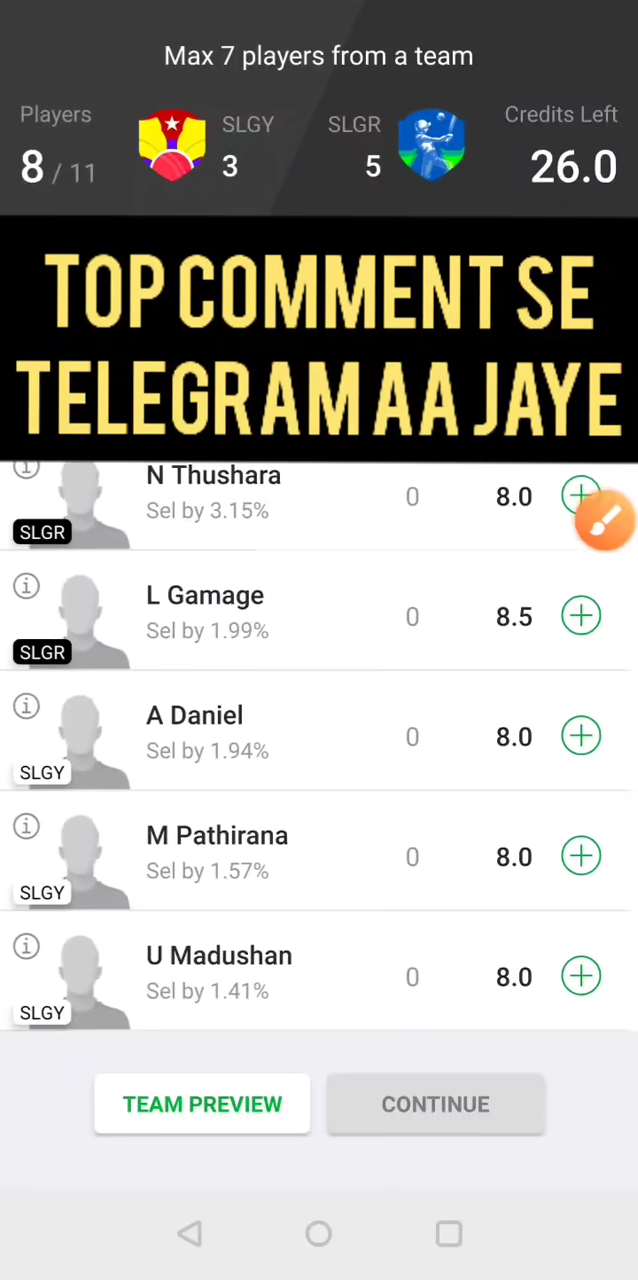 Max 7 players from a team
Players SLGY SLGR Credits Left
8 / 11 3 5 26.0
TOP COMMENT SE
TELEGRAM AA JAYE
N Thushara
Sel by 3.15% 0 8.0
SLGR
L Gamage
Sel by 1.99% 0 8.5
SLGR
A Daniel
Sel by 1.94% 0 8.0
SLGY
M Pathirana
Sel by 1.57% 0 8.0
SLGY
U Madushan
Sel by 1.41% 0 8.0
SLGY
TEAM PREVIEW CONTINUE